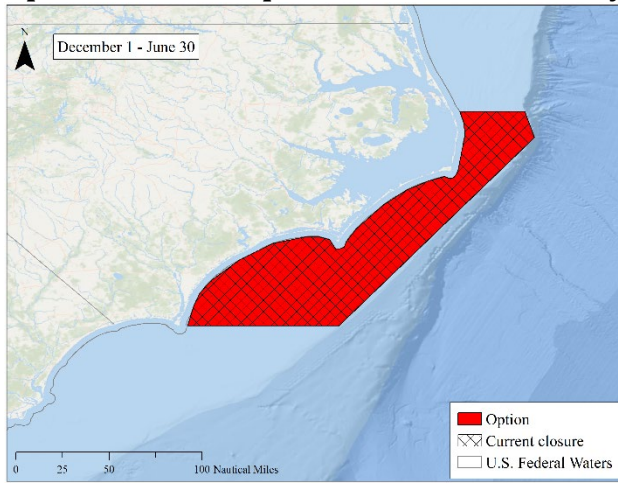 N
December 1 - June 30
Option
Current closure
U.S. Federal Waters
0 25 50 100 Nautical Miles